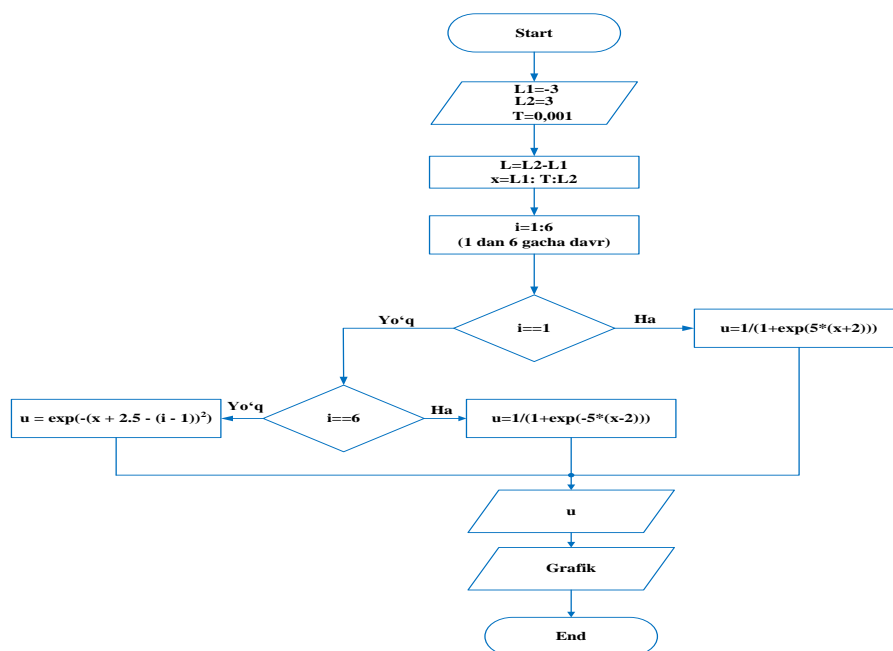 Start
L1=-3
L2=3
T=0,001
L=L2-L1
x=L1: T:L2
i=1:6
(1 dan 6 gacha davr)
i==1
Yo‘q
Ha
u=1/(1+exp(5*(x+2)))
i==6
Yo‘q
Ha
u = exp(-(x + 2.5 - (i - 1))²)
u=1/(1+exp(-5*(x-2)))
u
Grafik
End